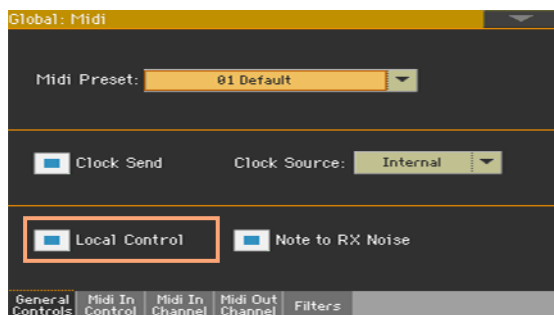 Global: Midi
Midi Preset: 01 Default
Clock Send Clock Source: Internal
Local Control Note to RX Noise
General Controls Midi In Control Midi In Channel Midi Out Channel Filters